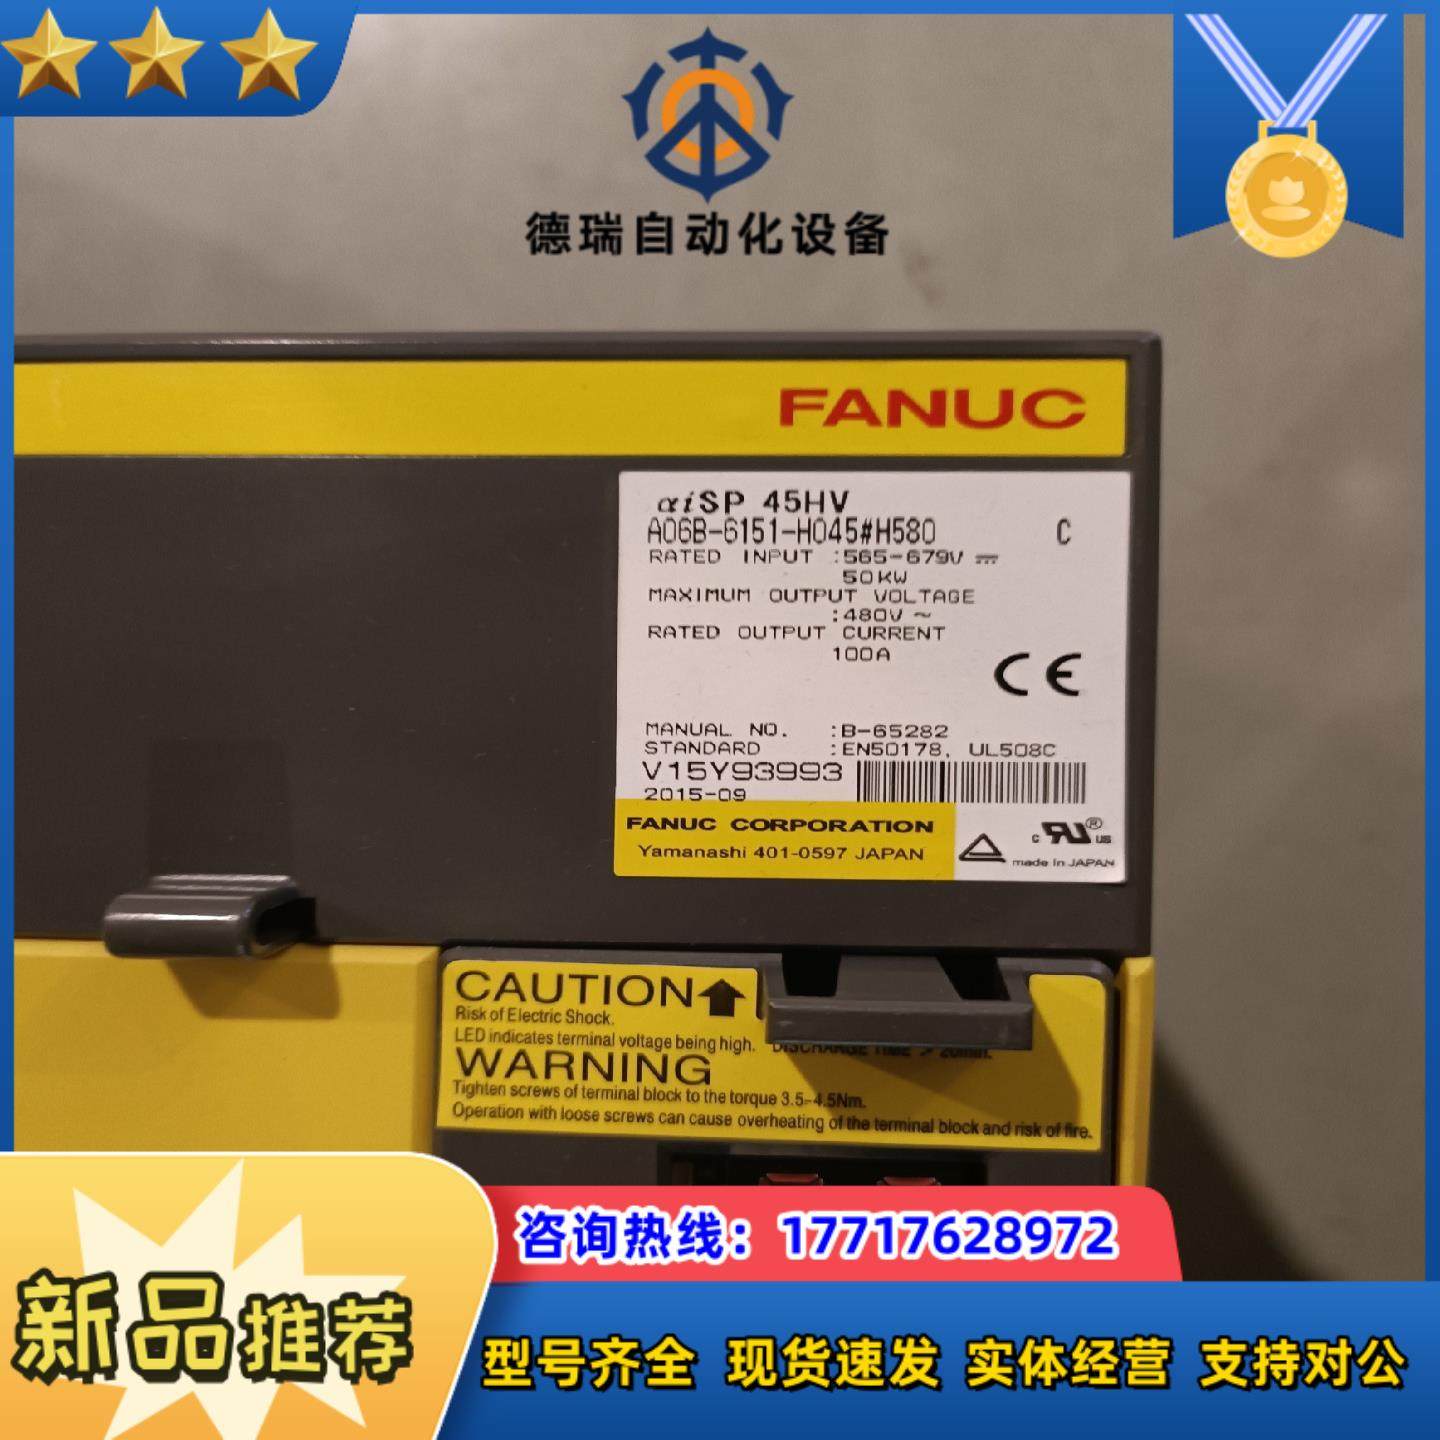 德瑞自动化设备
FANUC
αiSP 45HV
A06B-6151-H045#H580 C
RATED INPUT :565-679V ⎓
50KW
MAXIMUM OUTPUT VOLTAGE
:480V ～
RATED OUTPUT CURRENT
100A
CE
MANUAL NO. :B-65282
STANDARD :EN50178, UL508C
V15Y93993
2015-09
FANUC CORPORATION
Yamanashi 401-0597 JAPAN
c RU ® US
made in JAPAN
CAUTION
Risk of Electric Shock.
LED indicates terminal voltage being high. DISCHARGE TIME > 20min.
WARNING
Tighten screws of terminal block to the torque 3.5-4.5Nm.
Operation with loose screws can cause overheating of the terminal block and risk of fire.
咨询热线：17717628972
新品推荐
型号齐全 现货速发 实体经营 支持对公